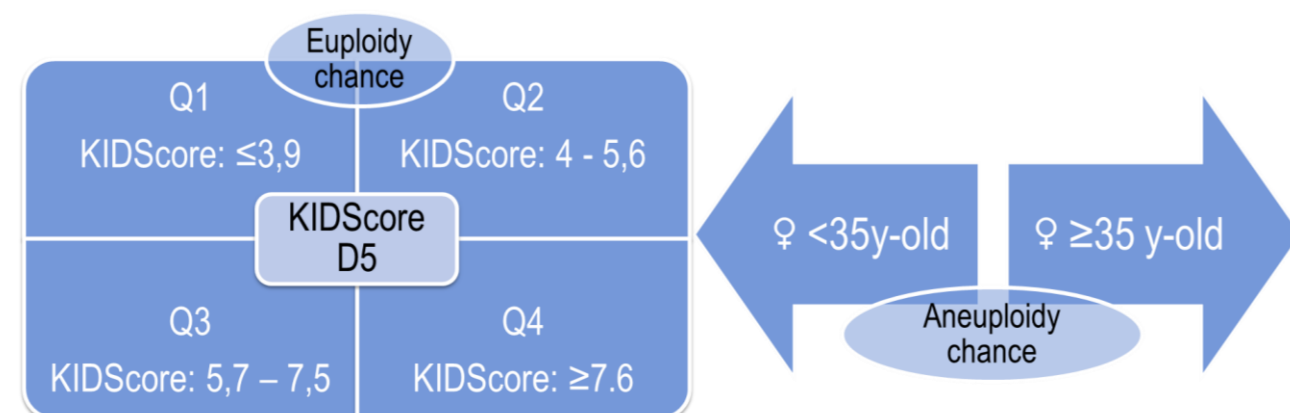 Euploidy
chance
Q1
KIDScore: ≤3,9
Q2
KIDScore: 4 - 5,6
KIDScore
D5
Q3
KIDScore: 5,7 – 7,5
Q4
KIDScore: ≥7.6
♀ <35y-old
♀ ≥35 y-old
Aneuploidy
chance